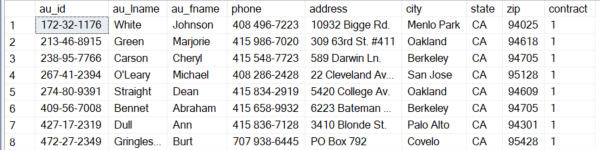 au_id au_lname au_fname phone address city state zip contract
1 172-32-1176 White Johnson 408 496-7223 10932 Bigge Rd. Menlo Park CA 94025 1
2 213-46-8915 Green Marjorie 415 986-7020 309 63rd St. #411 Oakland CA 94618 1
3 238-95-7766 Carson Cheryl 415 548-7723 589 Darwin Ln. Berkeley CA 94705 1
4 267-41-2394 O'Leary Michael 408 286-2428 22 Cleveland Av... San Jose CA 95128 1
5 274-80-9391 Straight Dean 415 834-2919 5420 College Av. Oakland CA 94609 1
6 409-56-7008 Bennet Abraham 415 658-9932 6223 Bateman ... Berkeley CA 94705 1
7 427-17-2319 Dull Ann 415 836-7128 3410 Blonde St. Palo Alto CA 94301 1
8 472-27-2349 Gringles... Burt 707 938-6445 PO Box 792 Covelo CA 95428 1